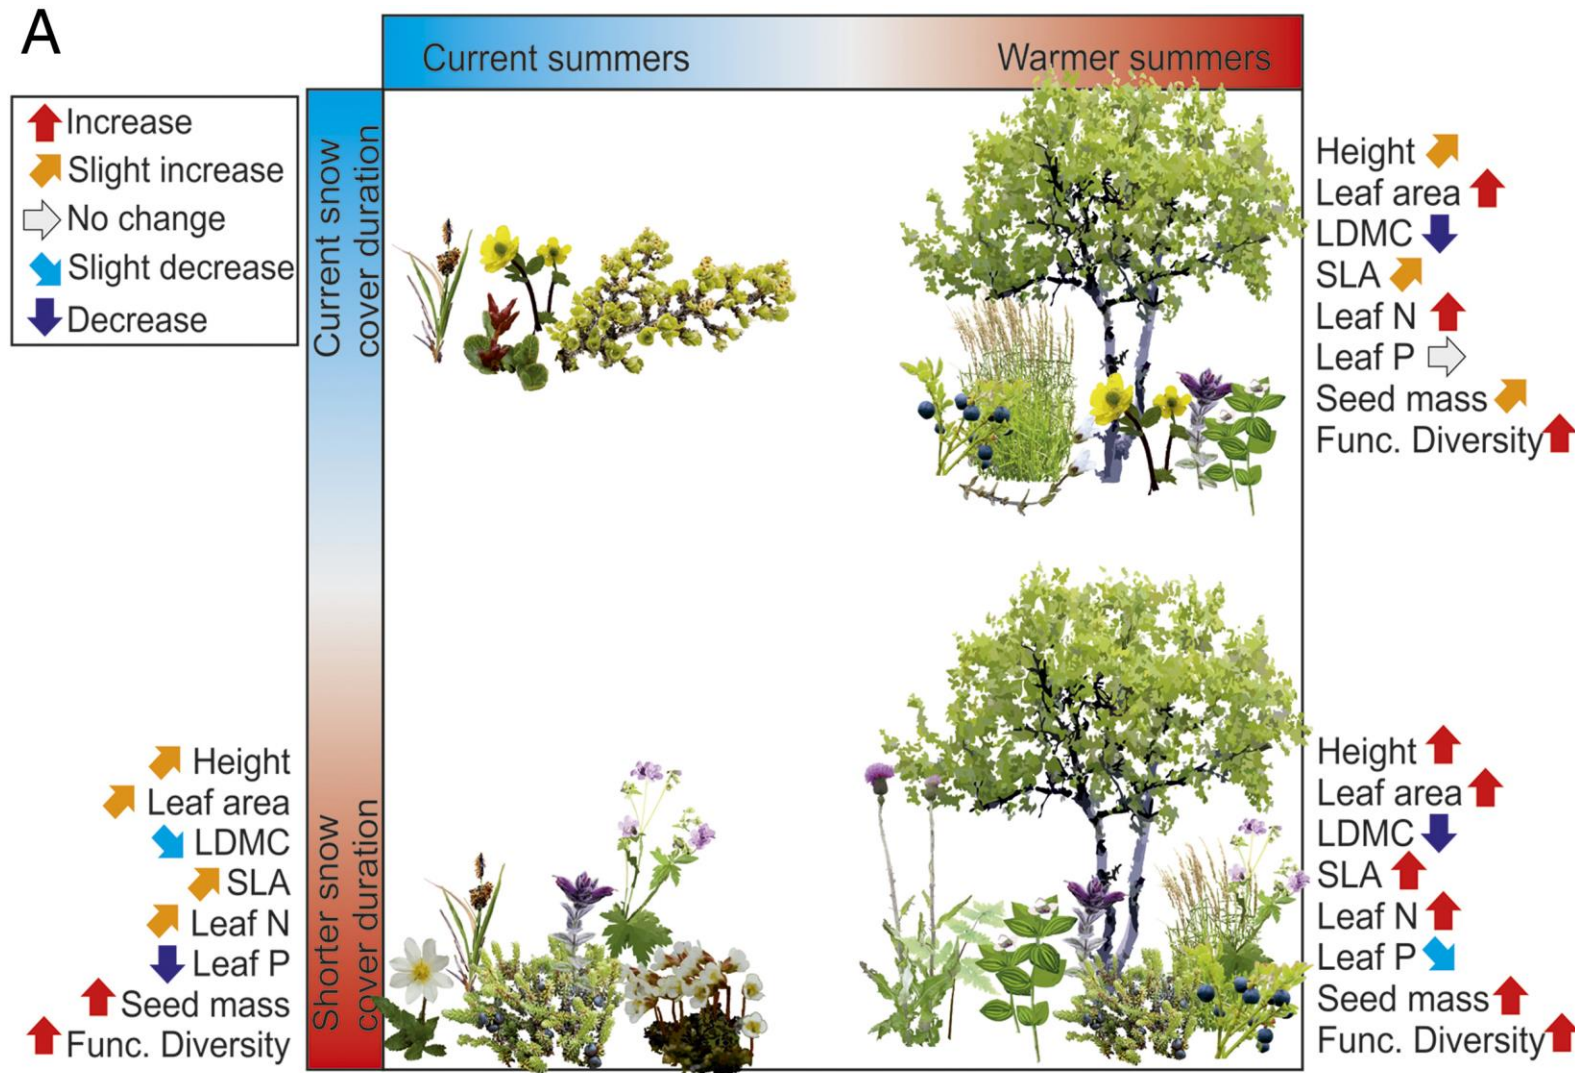 A
Current summers
Warmer summers
Increase
Slight increase
No change
Slight decrease
Decrease
Current snow
cover duration
Height
Leaf area
LDMC
SLA
Leaf N
Leaf P
Seed mass
Func. Diversity
Shorter snow
cover duration
Height
Leaf area
LDMC
SLA
Leaf N
Leaf P
Seed mass
Func. Diversity
Height
Leaf area
LDMC
SLA
Leaf N
Leaf P
Seed mass
Func. Diversity